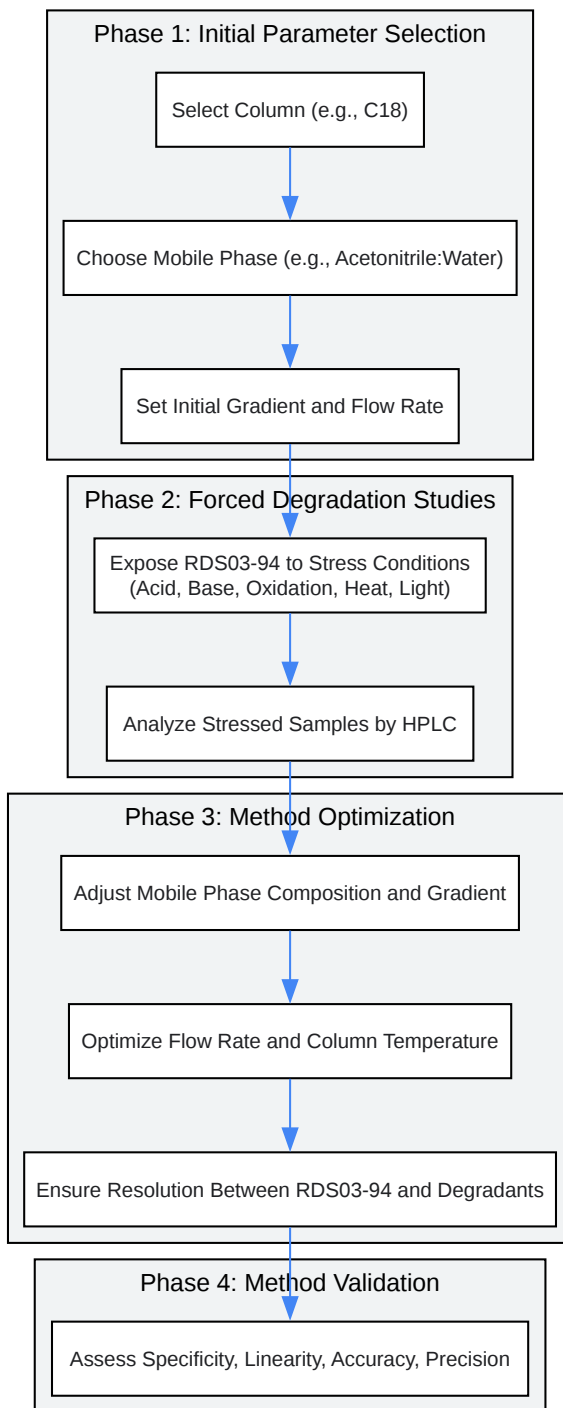 Phase 1: Initial Parameter Selection
Select Column (e.g., C18)
Choose Mobile Phase (e.g., Acetonitrile:Water)
Set Initial Gradient and Flow Rate
Phase 2: Forced Degradation Studies
Expose RDS03-94 to Stress Conditions
(Acid, Base, Oxidation, Heat, Light)
Analyze Stressed Samples by HPLC
Phase 3: Method Optimization
Adjust Mobile Phase Composition and Gradient
Optimize Flow Rate and Column Temperature
Ensure Resolution Between RDS03-94 and Degradants
Phase 4: Method Validation
Assess Specificity, Linearity, Accuracy, Precision